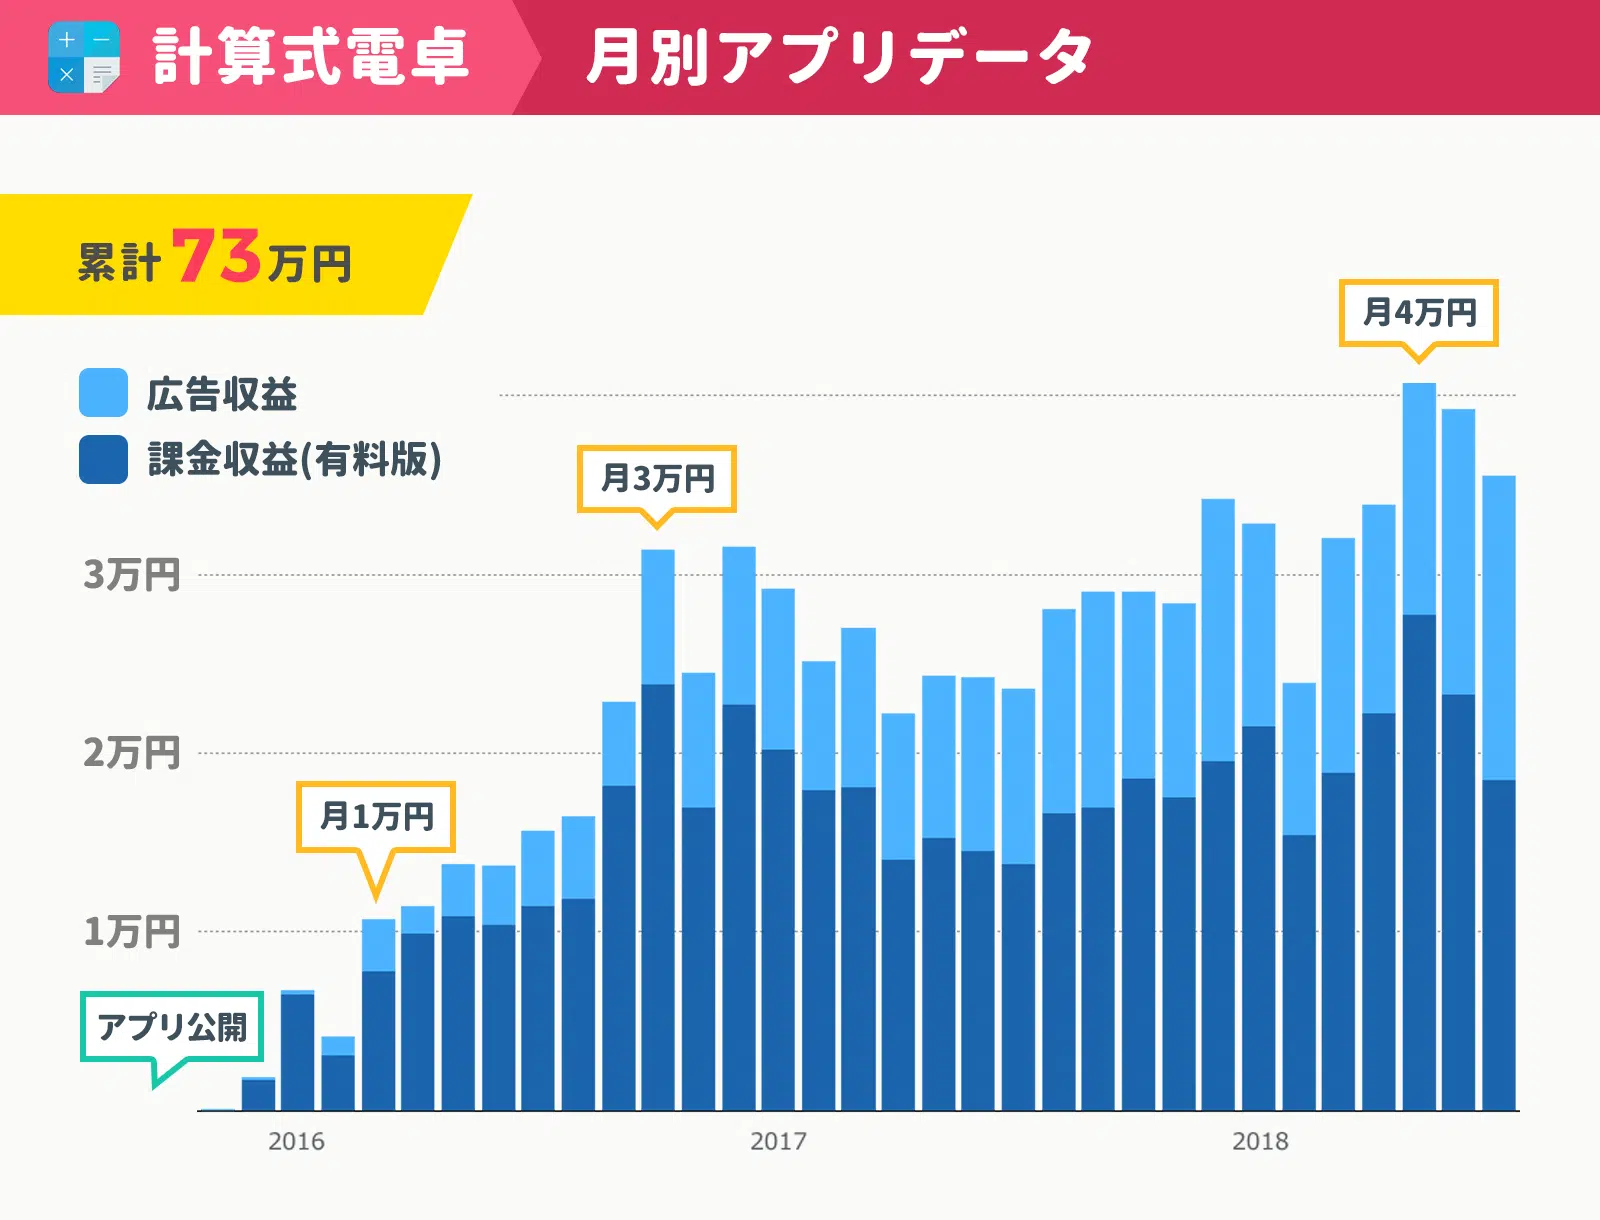 計算式電卓
月別アプリデータ
累計73万円
広告収益
課金収益(有料版)
月4万円
月3万円
3万円
2万円
月1万円
1万円
アプリ公開
2016 2017 2018